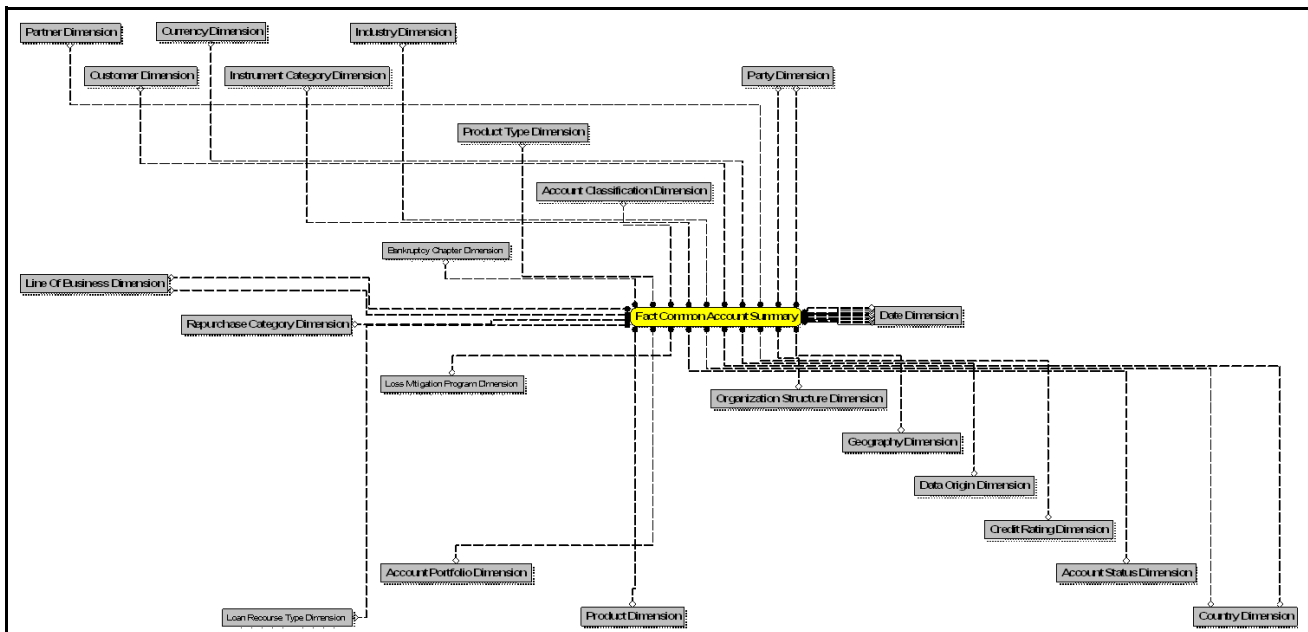 Partner Dimension
Currency Dimension
Industry Dimension
Customer Dimension
Instrument Category Dimension
Party Dimension
Product Type Dimension
Account Classification Dimension
Bankruptcy Chapter Dimension
Line Of Business Dimension
Repurchase Category Dimension
Fact Common Account Summary
Date Dimension
Loss Mitigation Program Dimension
Organization Structure Dimension
Geography Dimension
Data Origin Dimension
Credit Rating Dimension
Account Portfolio Dimension
Account Status Dimension
Loan Recourse Type Dimension
Product Dimension
Country Dimension